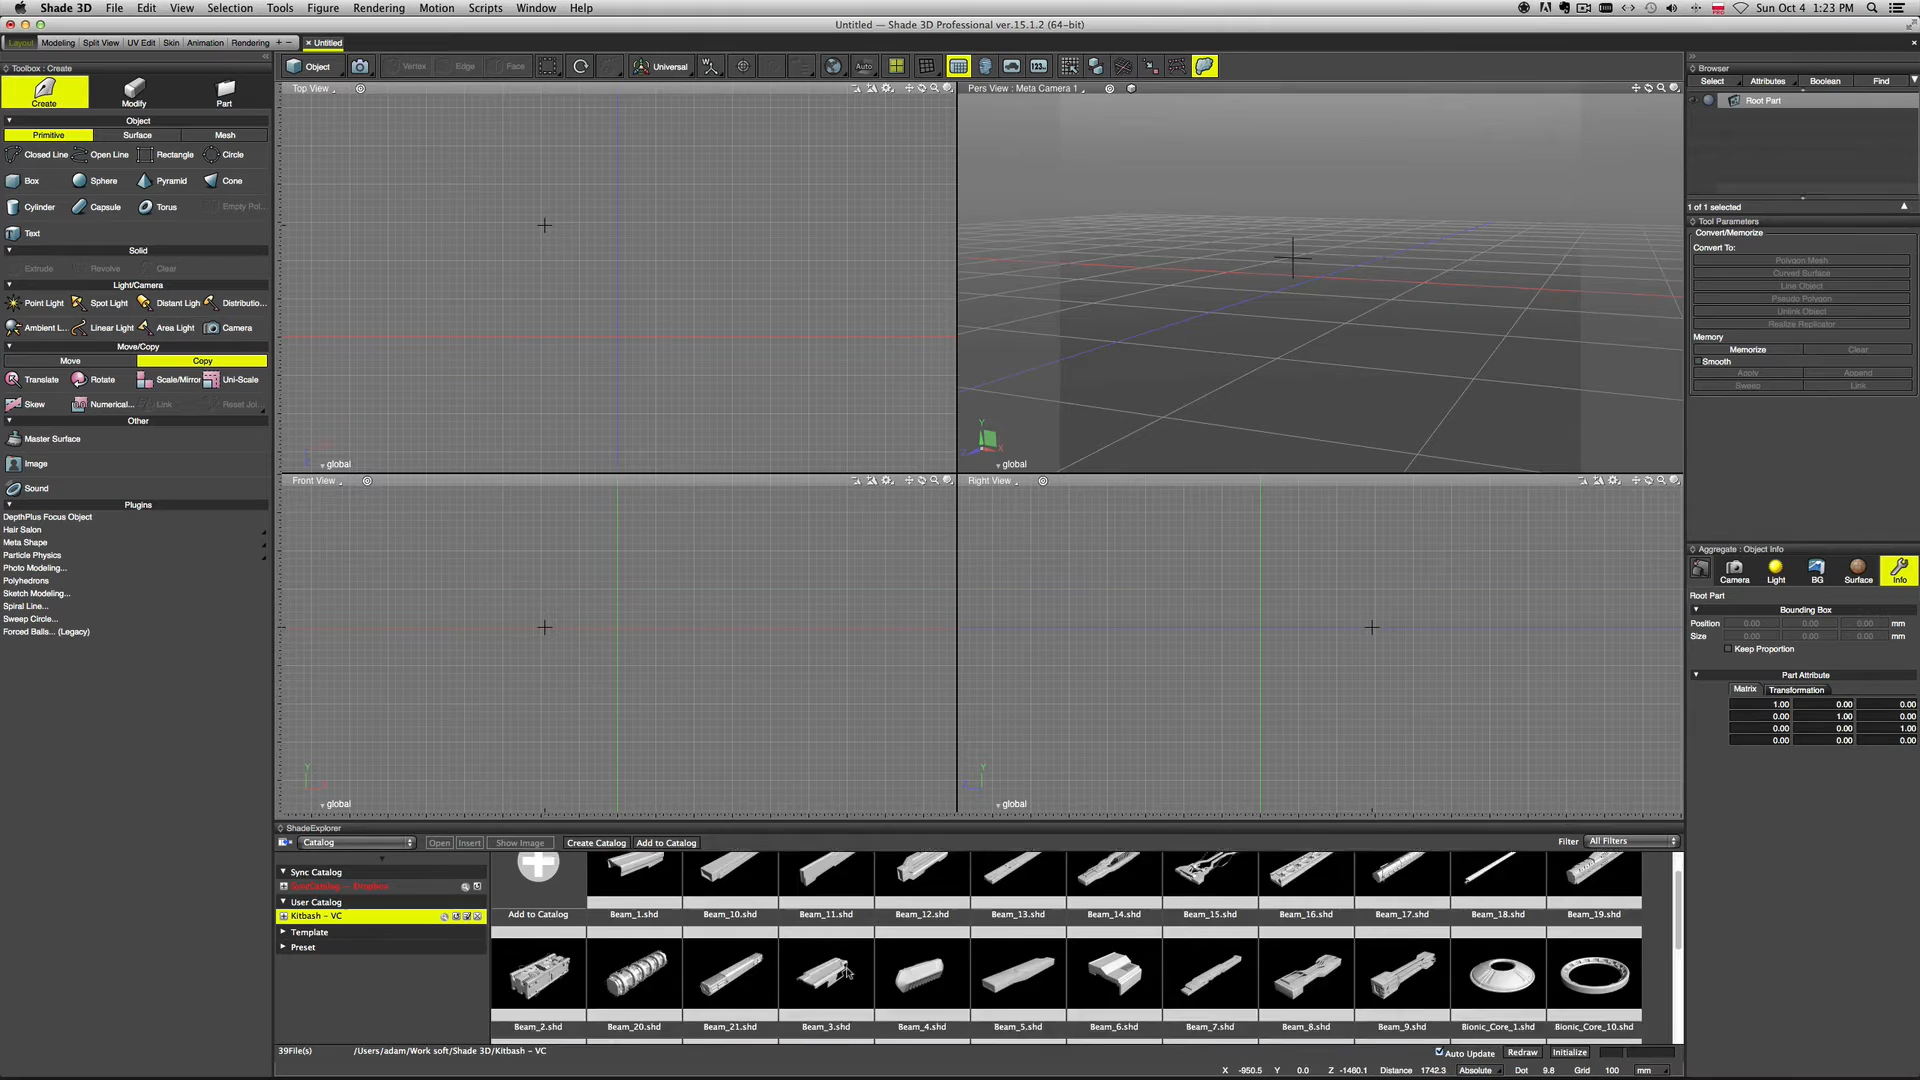 Shade 3D File Edit View Selection Tools Figure Rendering Motion Scripts Window Help Sun Oct 4 1:23 PM
Untitled — Shade 3D Professional ver.15.1.2 (64-bit)
Layout Modeling Split View UV Edit Skin Animation Rendering + − × Untitled
Toolbox : Create
Create Modify Part
Object Vertex Edge Face Universal Auto 123..
Top View
Pers View : Meta Camera 1
Browser
Select Attributes Boolean Find
Root Part
Object
Primitive Surface Mesh
Closed Line Open Line Rectangle Circle
Box Sphere Pyramid Cone
Cylinder Capsule Torus Empty Pol...
Text
Solid
Extrude Revolve Clear
Light/Camera
Point Light Spot Light Distant Ligh Distributio...
Ambient L... Linear Light Area Light Camera
Move/Copy
Move Copy
Translate Rotate Scale/Mirror Uni-Scale
Skew Numerical... Link Reset Joi...
Other
Master Surface
Image
Sound
Plugins
DepthPlus Focus Object
Hair Salon
Meta Shape
Particle Physics
Photo Modeling...
Polyhedrons
Sketch Modeling...
Spiral Line...
Sweep Circle...
Forced Balls... (Legacy)
1 of 1 selected
Tool Parameters
Convert/Memorize
Convert To:
Polygon Mesh
Curved Surface
Line Object
Pseudo Polygon
Unlink Object
Realize Replicator
Memory
Memorize Clear
Smooth
Apply Append
Sweep Link
global
Y X Z
global
Front View
Right View
Y
global
Y
global
Aggregate : Object Info
Camera Light BG Surface Info
Root Part
Bounding Box
Position 0.00 0.00 0.00 mm
Size 0.00 0.00 0.00 mm
Keep Proportion
Part Attribute
Matrix Transformation
1.00 0.00 0.00
0.00 1.00 0.00
0.00 0.00 1.00
0.00 0.00 0.00
ShadeExplorer
Catalog Open Insert Show Image Create Catalog Add to Catalog Filter All Filters
Sync Catalog
SyncCatalog — Dropbox
User Catalog
Kitbash – VC
Template
Preset
Add to Catalog Beam_1.shd Beam_10.shd Beam_11.shd Beam_12.shd Beam_13.shd Beam_14.shd Beam_15.shd Beam_16.shd Beam_17.shd Beam_18.shd Beam_19.shd
Beam_2.shd Beam_20.shd Beam_21.shd Beam_3.shd Beam_4.shd Beam_5.shd Beam_6.shd Beam_7.shd Beam_8.shd Beam_9.shd Bionic_Core_1.shd Bionic_Core_10.shd
39File(s) /Users/adam/Work soft/Shade 3D/Kitbash – VC
Auto Update Redraw Initialize
X -950.5 Y 0.0 Z -1460.1 Distance 1742.3 Absolute Dot 9.8 Grid 100 mm